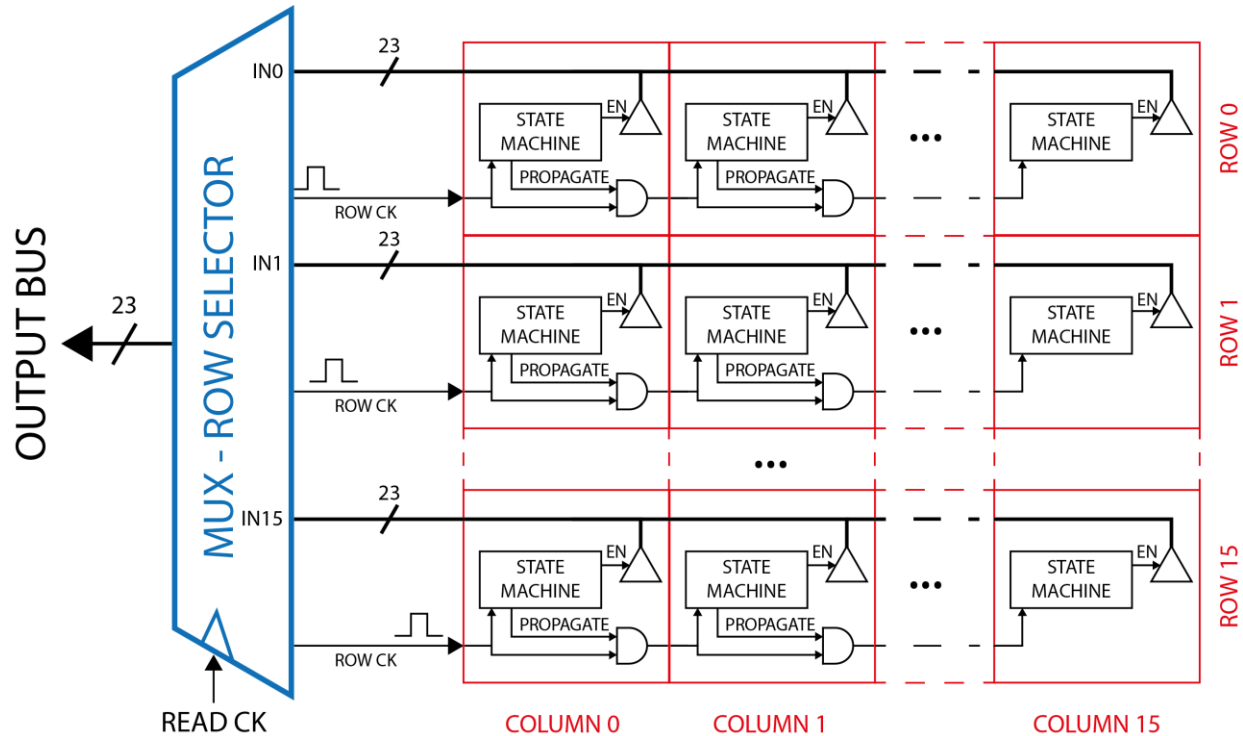 23
IN0
EN
STATE
MACHINE
PROPAGATE
EN
STATE
MACHINE
PROPAGATE
...
EN
STATE
MACHINE
ROW 0
ROW CK
23
IN1
EN
STATE
MACHINE
PROPAGATE
EN
STATE
MACHINE
PROPAGATE
...
EN
STATE
MACHINE
ROW 1
ROW CK
OUTPUT BUS
23
MUX - ROW SELECTOR
...
23
IN15
EN
STATE
MACHINE
PROPAGATE
EN
STATE
MACHINE
PROPAGATE
...
EN
STATE
MACHINE
ROW 15
ROW CK
READ CK
COLUMN 0
COLUMN 1
COLUMN 15